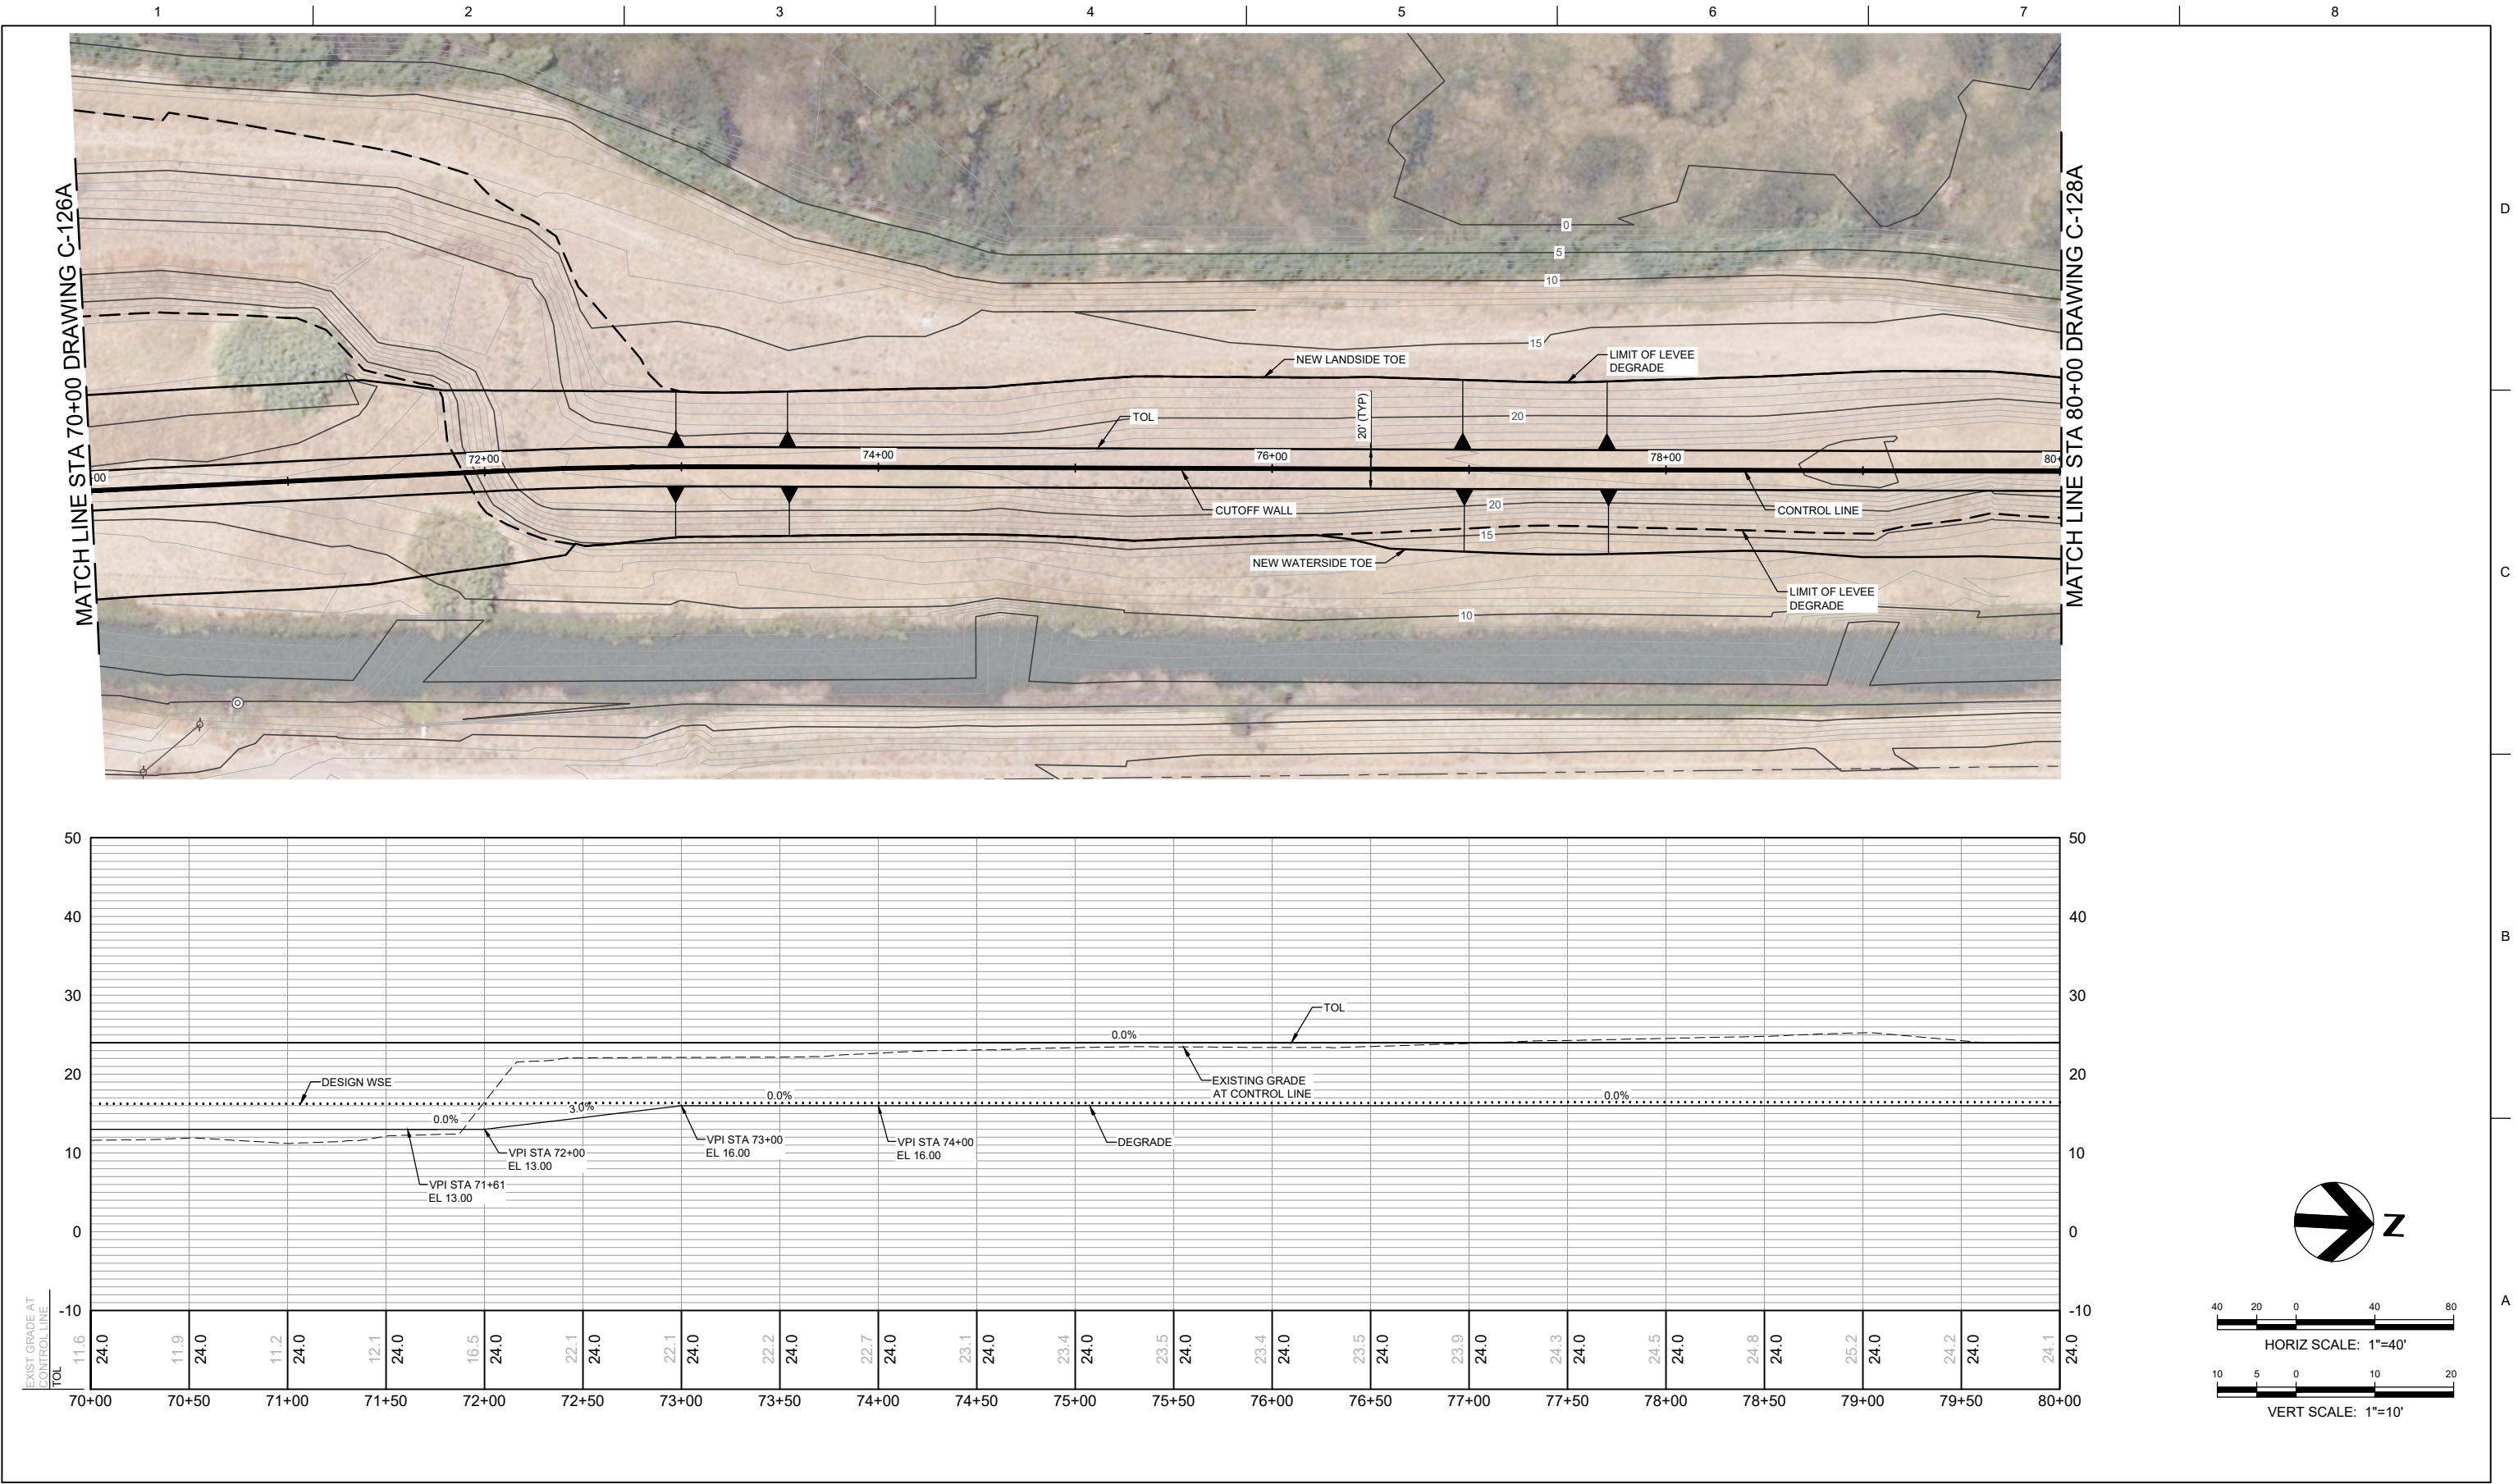 1 2 3 4 5 6 7 8
D
C
B
A
MATCH LINE STA 70+00 DRAWING C-126A
MATCH LINE STA 80+00 DRAWING C-128A
0
5
10
15
NEW LANDSIDE TOE
LIMIT OF LEVEE
DEGRADE
20
TOL
20' (TYP)
00
72+00
74+00
76+00
78+00
80+
CUTOFF WALL
20
CONTROL LINE
15
NEW WATERSIDE TOE
LIMIT OF LEVEE
DEGRADE
10
50 50
40 40
30 30
20 20
10 10
0 0
-10 -10
TOL
0.0%
DESIGN WSE
EXISTING GRADE
AT CONTROL LINE
0.0%
3.0%
0.0%
0.0%
VPI STA 73+00
EL 16.00
VPI STA 74+00
EL 16.00
DEGRADE
VPI STA 72+00
EL 13.00
VPI STA 71+61
EL 13.00
EXIST GRADE AT
CONTROL LINE
TOL
11.6 11.9 11.2 12.1 16.5 22.1 22.1 22.2 22.7 23.1 23.4 23.5 23.4 23.5 23.9 24.3 24.5 24.8 25.2 24.2 24.1
24.0 24.0 24.0 24.0 24.0 24.0 24.0 24.0 24.0 24.0 24.0 24.0 24.0 24.0 24.0 24.0 24.0 24.0 24.0 24.0 24.0
70+00 70+50 71+00 71+50 72+00 72+50 73+00 73+50 74+00 74+50 75+00 75+50 76+00 76+50 77+00 77+50 78+00 78+50 79+00 79+50 80+00
Z
40 20 0 40 80
HORIZ SCALE: 1"=40'
10 5 0 10 20
VERT SCALE: 1"=10'